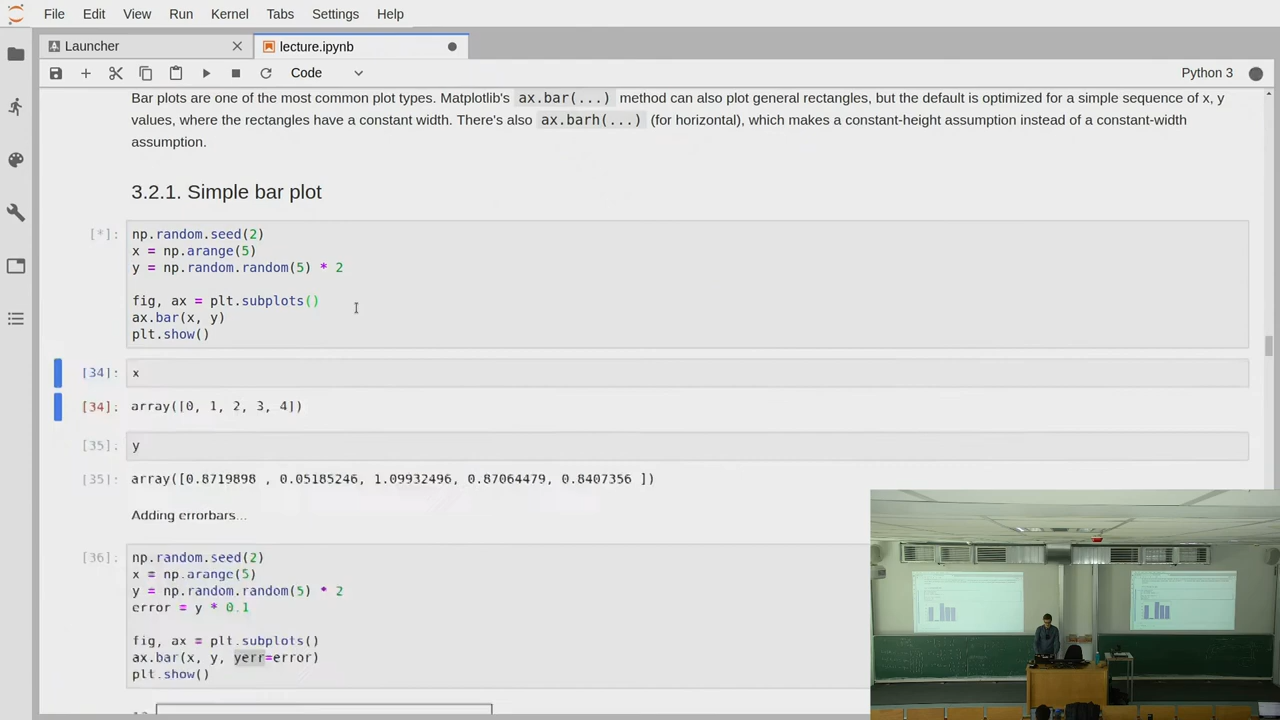 File Edit View Run Kernel Tabs Settings Help
Launcher
lecture.ipynb
Code
Python 3
Bar plots are one of the most common plot types. Matplotlib's ax.bar(...) method can also plot general rectangles, but the default is optimized for a simple sequence of x, y
values, where the rectangles have a constant width. There's also ax.barh(...) (for horizontal), which makes a constant-height assumption instead of a constant-width
assumption.
3.2.1. Simple bar plot
[*]: np.random.seed(2)
x = np.arange(5)
y = np.random.random(5) * 2
fig, ax = plt.subplots()
ax.bar(x, y)
plt.show()
[34]: x
[34]: array([0, 1, 2, 3, 4])
[35]: y
[35]: array([0.8719898 , 0.05185246, 1.09932496, 0.87064479, 0.8407356 ])
Adding errorbars...
[36]: np.random.seed(2)
x = np.arange(5)
y = np.random.random(5) * 2
error = y * 0.1
fig, ax = plt.subplots()
ax.bar(x, y, yerr=error)
plt.show()